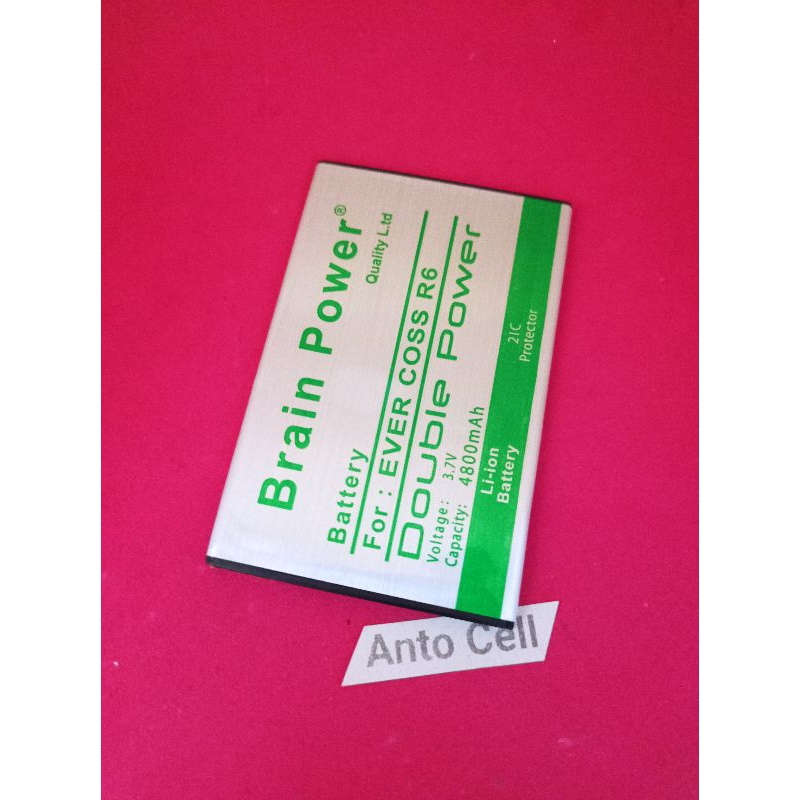 Brain Power®
Quality L.td
Battery
For : EVER COSS R6
Double Power
Voltage : 3.7V
Capacity: 4800mAh
Li-ion
Battery
2IC
Protector
Anto Cell